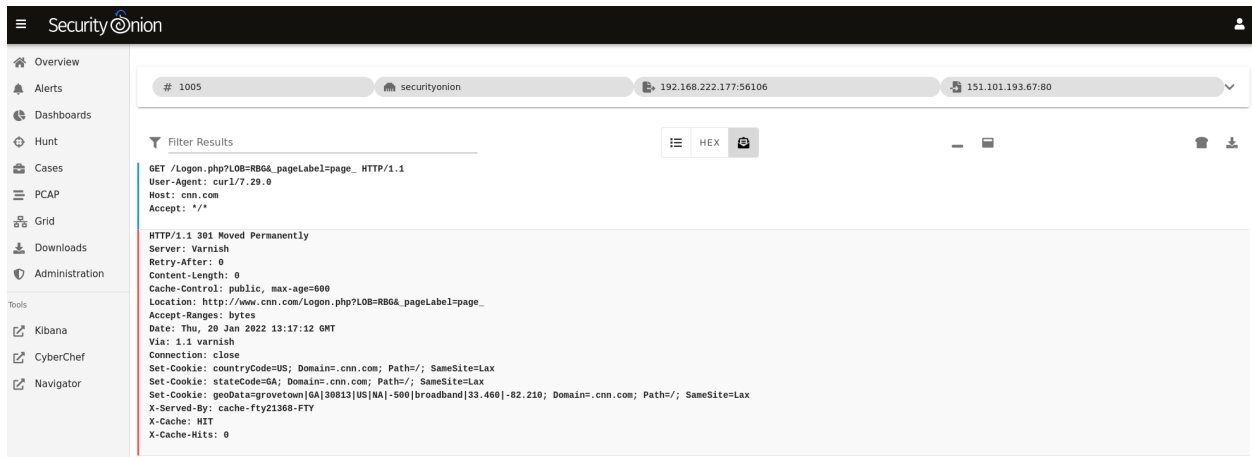 Security Onion
Overview
Alerts
Dashboards
Hunt
Cases
PCAP
Grid
Downloads
Administration
Tools
Kibana
CyberChef
Navigator
# 1005
securityonion
192.168.222.177:56106
151.101.193.67:80
Filter Results
HEX
GET /Logon.php?LOB=RBG&_pageLabel=page_ HTTP/1.1
User-Agent: curl/7.29.0
Host: cnn.com
Accept: */*
HTTP/1.1 301 Moved Permanently
Server: Varnish
Retry-After: 0
Content-Length: 0
Cache-Control: public, max-age=600
Location: http://www.cnn.com/Logon.php?LOB=RBG&_pageLabel=page_
Accept-Ranges: bytes
Date: Thu, 20 Jan 2022 13:17:12 GMT
Via: 1.1 varnish
Connection: close
Set-Cookie: countryCode=US; Domain=.cnn.com; Path=/; SameSite=Lax
Set-Cookie: stateCode=GA; Domain=.cnn.com; Path=/; SameSite=Lax
Set-Cookie: geoData=grovetown|GA|30813|US|NA|-500|broadband|33.460|-82.210; Domain=.cnn.com; Path=/; SameSite=Lax
X-Served-By: cache-fty21368-FTY
X-Cache: HIT
X-Cache-Hits: 0